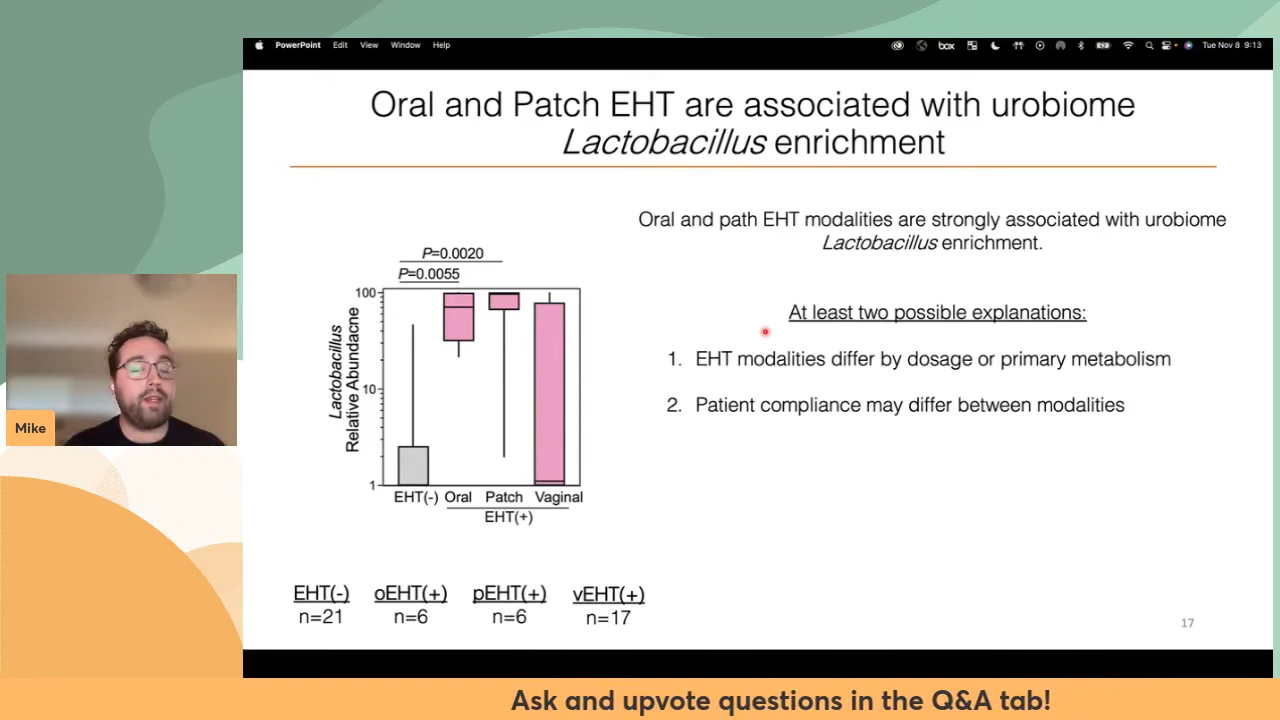 PowerPoint Edit View Window Help
box
Tue Nov 8 9:13
Oral and Patch EHT are associated with urobiome
Lactobacillus enrichment
Oral and path EHT modalities are strongly associated with urobiome
Lactobacillus enrichment.
At least two possible explanations:
1. EHT modalities differ by dosage or primary metabolism
2. Patient compliance may differ between modalities
P=0.0020
P=0.0055
Lactobacillus
Relative Abundacne
100
10
1
EHT(-) Oral Patch Vaginal
EHT(+)
EHT(-) oEHT(+) pEHT(+) vEHT(+)
n=21 n=6 n=6 n=17
17
Mike
Ask and upvote questions in the Q&A tab!